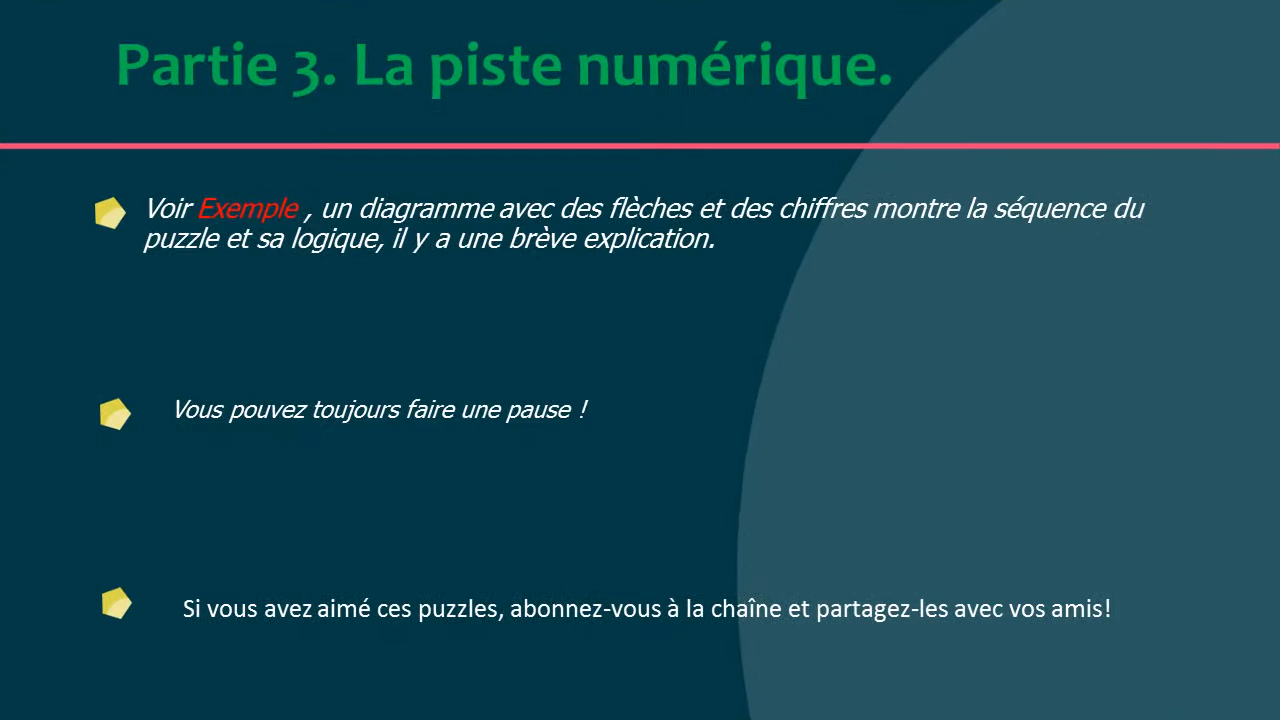 Partie 3. La piste numérique.
Voir Exemple , un diagramme avec des flèches et des chiffres montre la séquence du
puzzle et sa logique, il y a une brève explication.
Vous pouvez toujours faire une pause !
Si vous avez aimé ces puzzles, abonnez-vous à la chaîne et partagez-les avec vos amis!